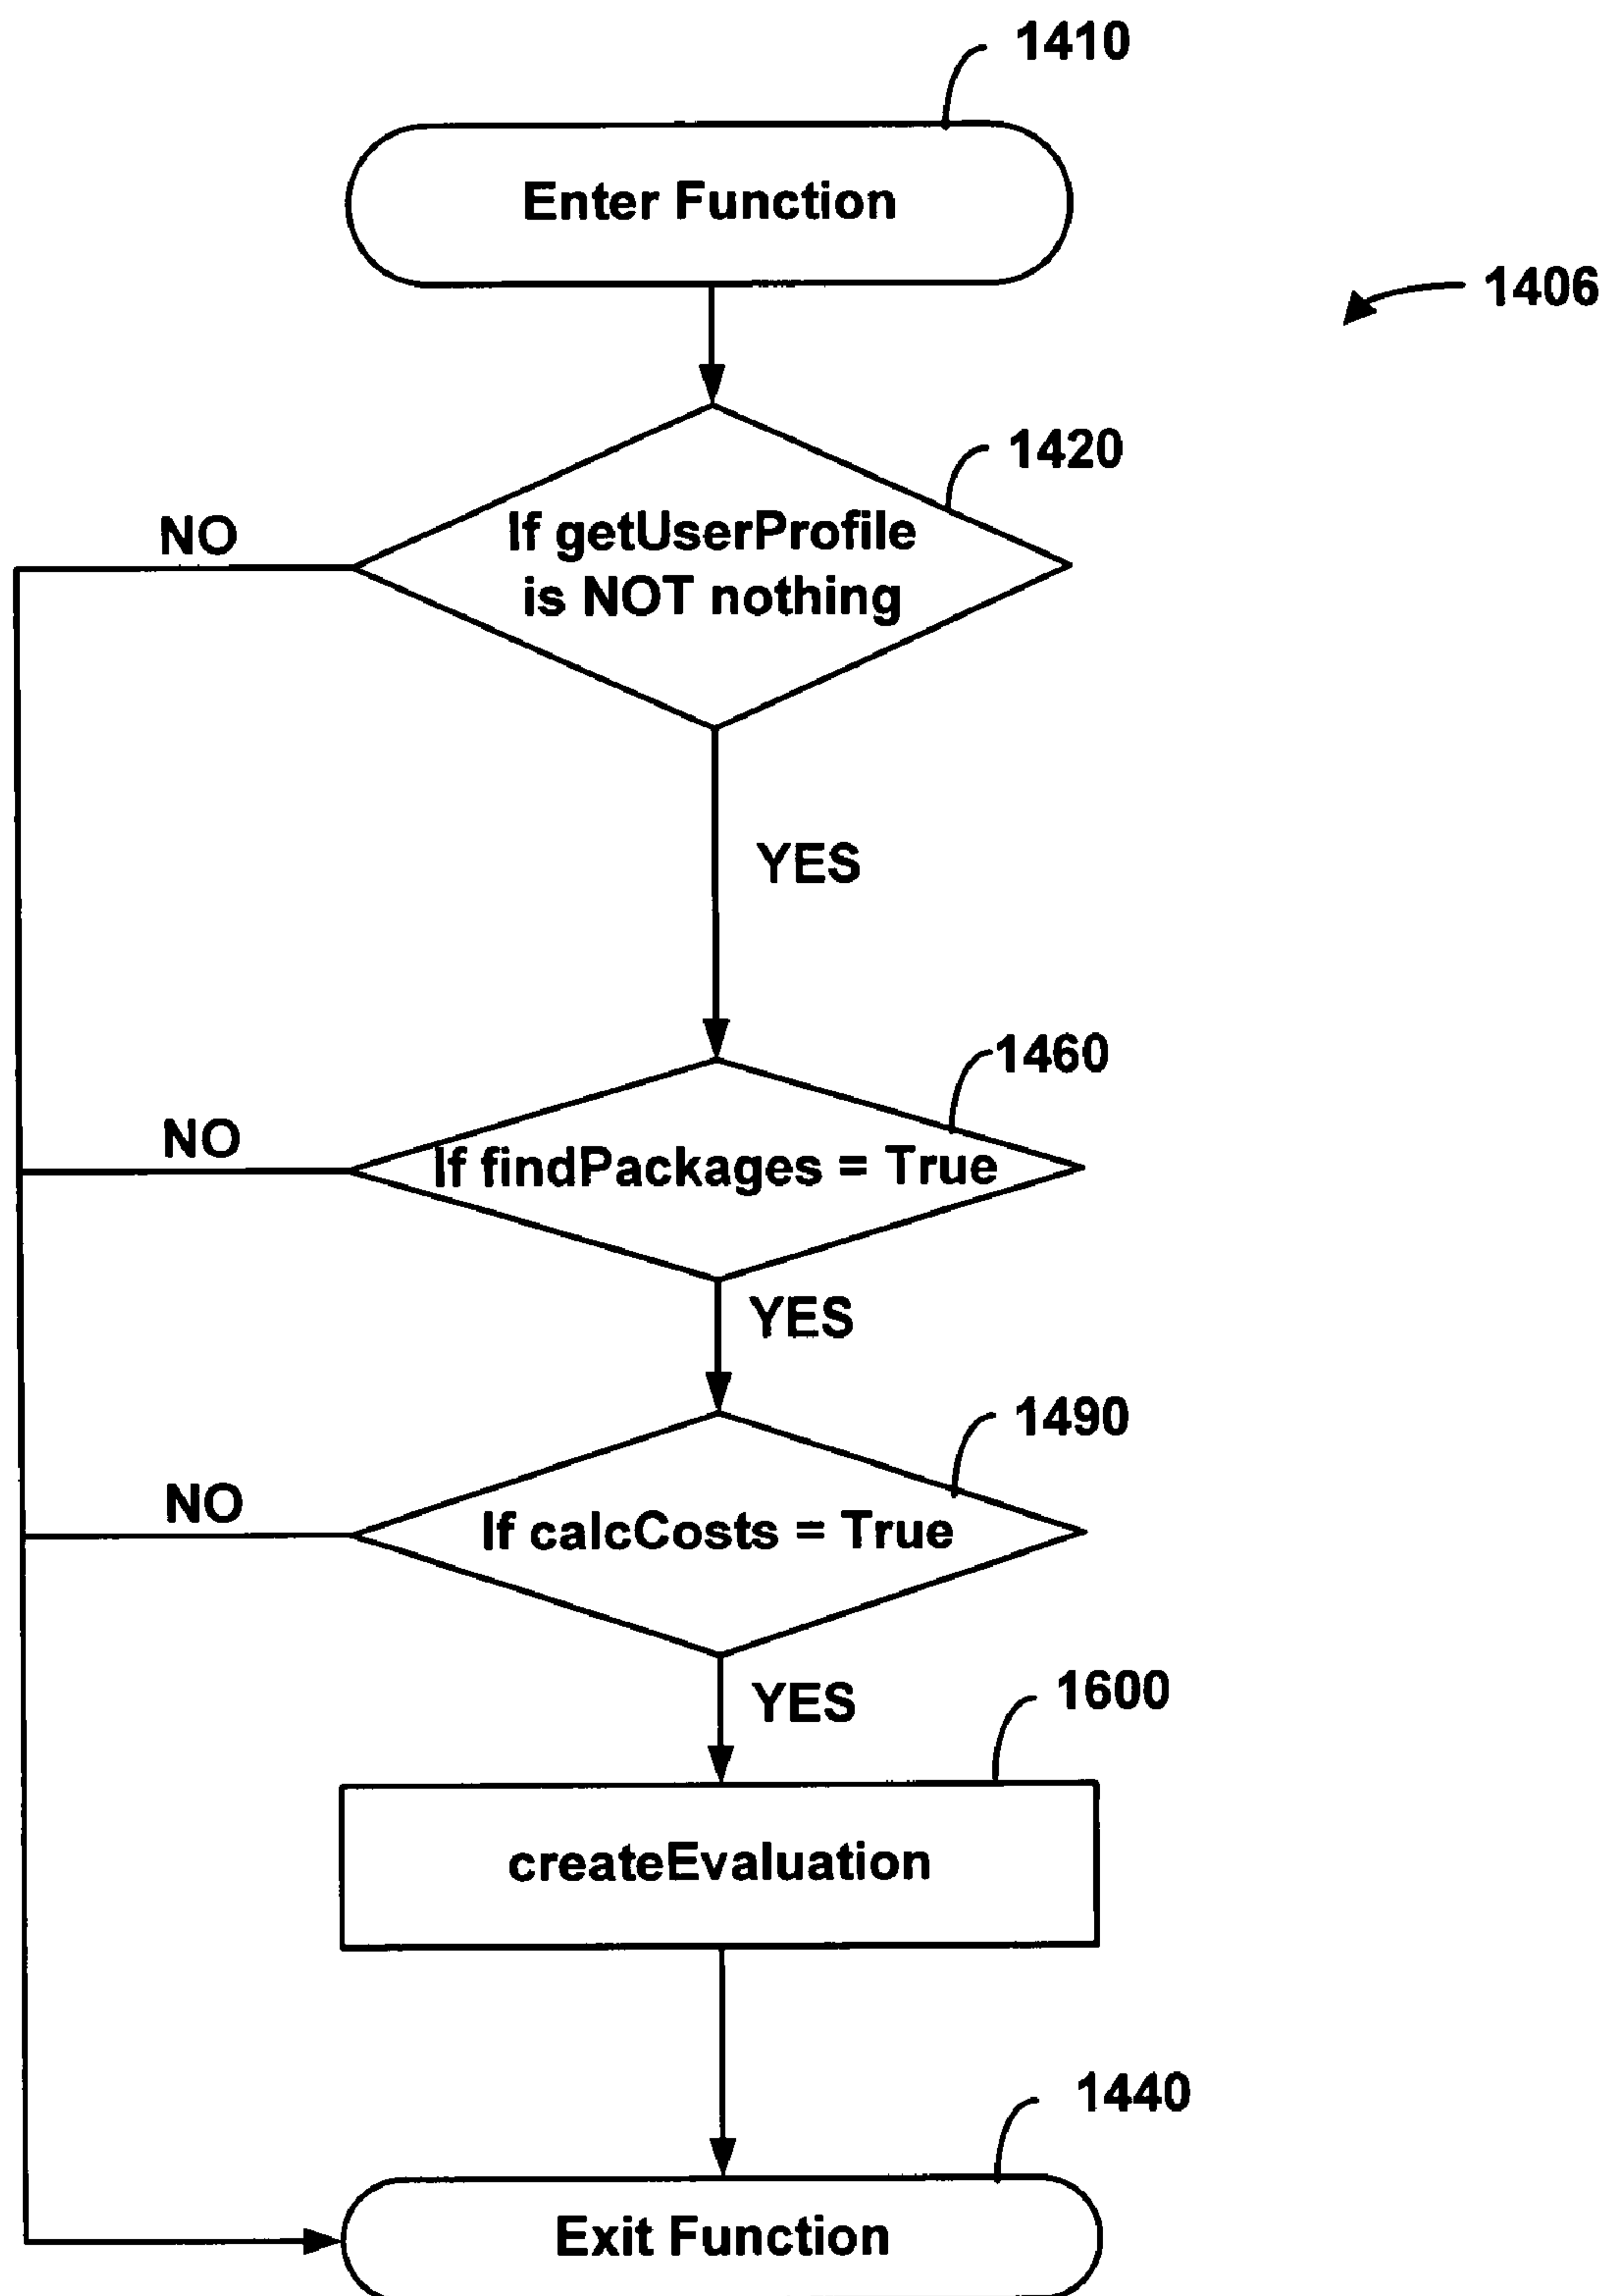 1410
Enter Function
1406
1420
If getUserProfile
is NOT nothing
NO
YES
1460
NO
If findPackages = True
YES
1490
NO
If calcCosts = True
YES
1600
createEvaluation
1440
Exit Function